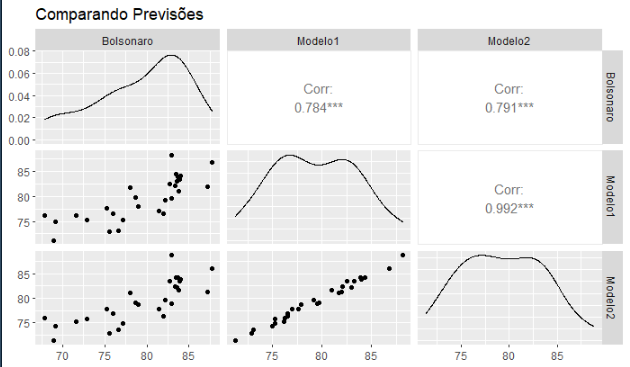 Comparando Previsões
Bolsonaro
Modelo1
Modelo2
0.08
0.06
0.04
0.02
0.00
Corr:
0.784***
Corr:
0.791***
Bolsonaro
85
80
75
Corr:
0.992***
Modelo1
85
80
75
Modelo2
70
75
80
85
75
80
85
75
80
85